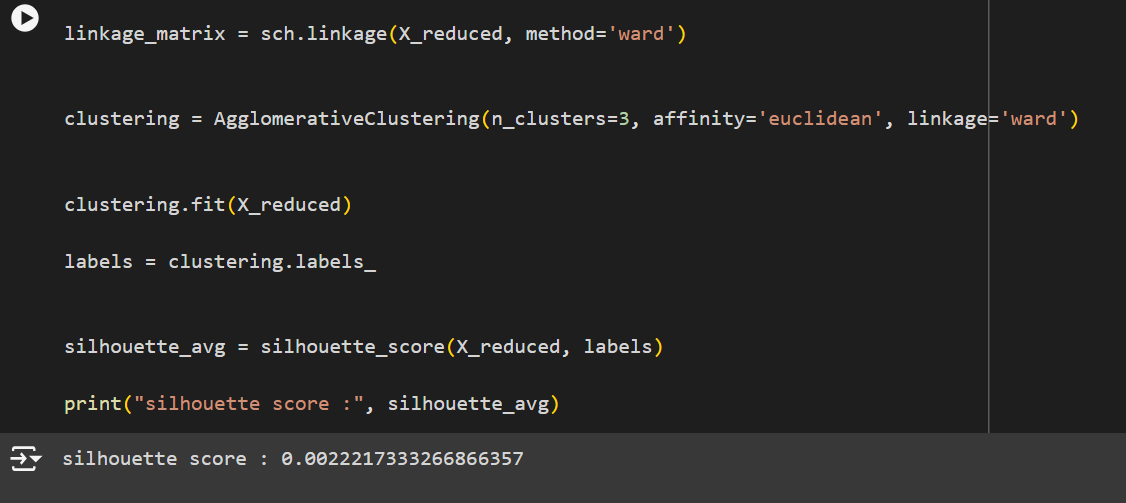 linkage_matrix = sch.linkage(X_reduced, method='ward')
clustering = AgglomerativeClustering(n_clusters=3, affinity='euclidean', linkage='ward')
clustering.fit(X_reduced)
labels = clustering.labels_
silhouette_avg = silhouette_score(X_reduced, labels)
print("silhouette score :", silhouette_avg)
silhouette score : 0.0022217333266866357